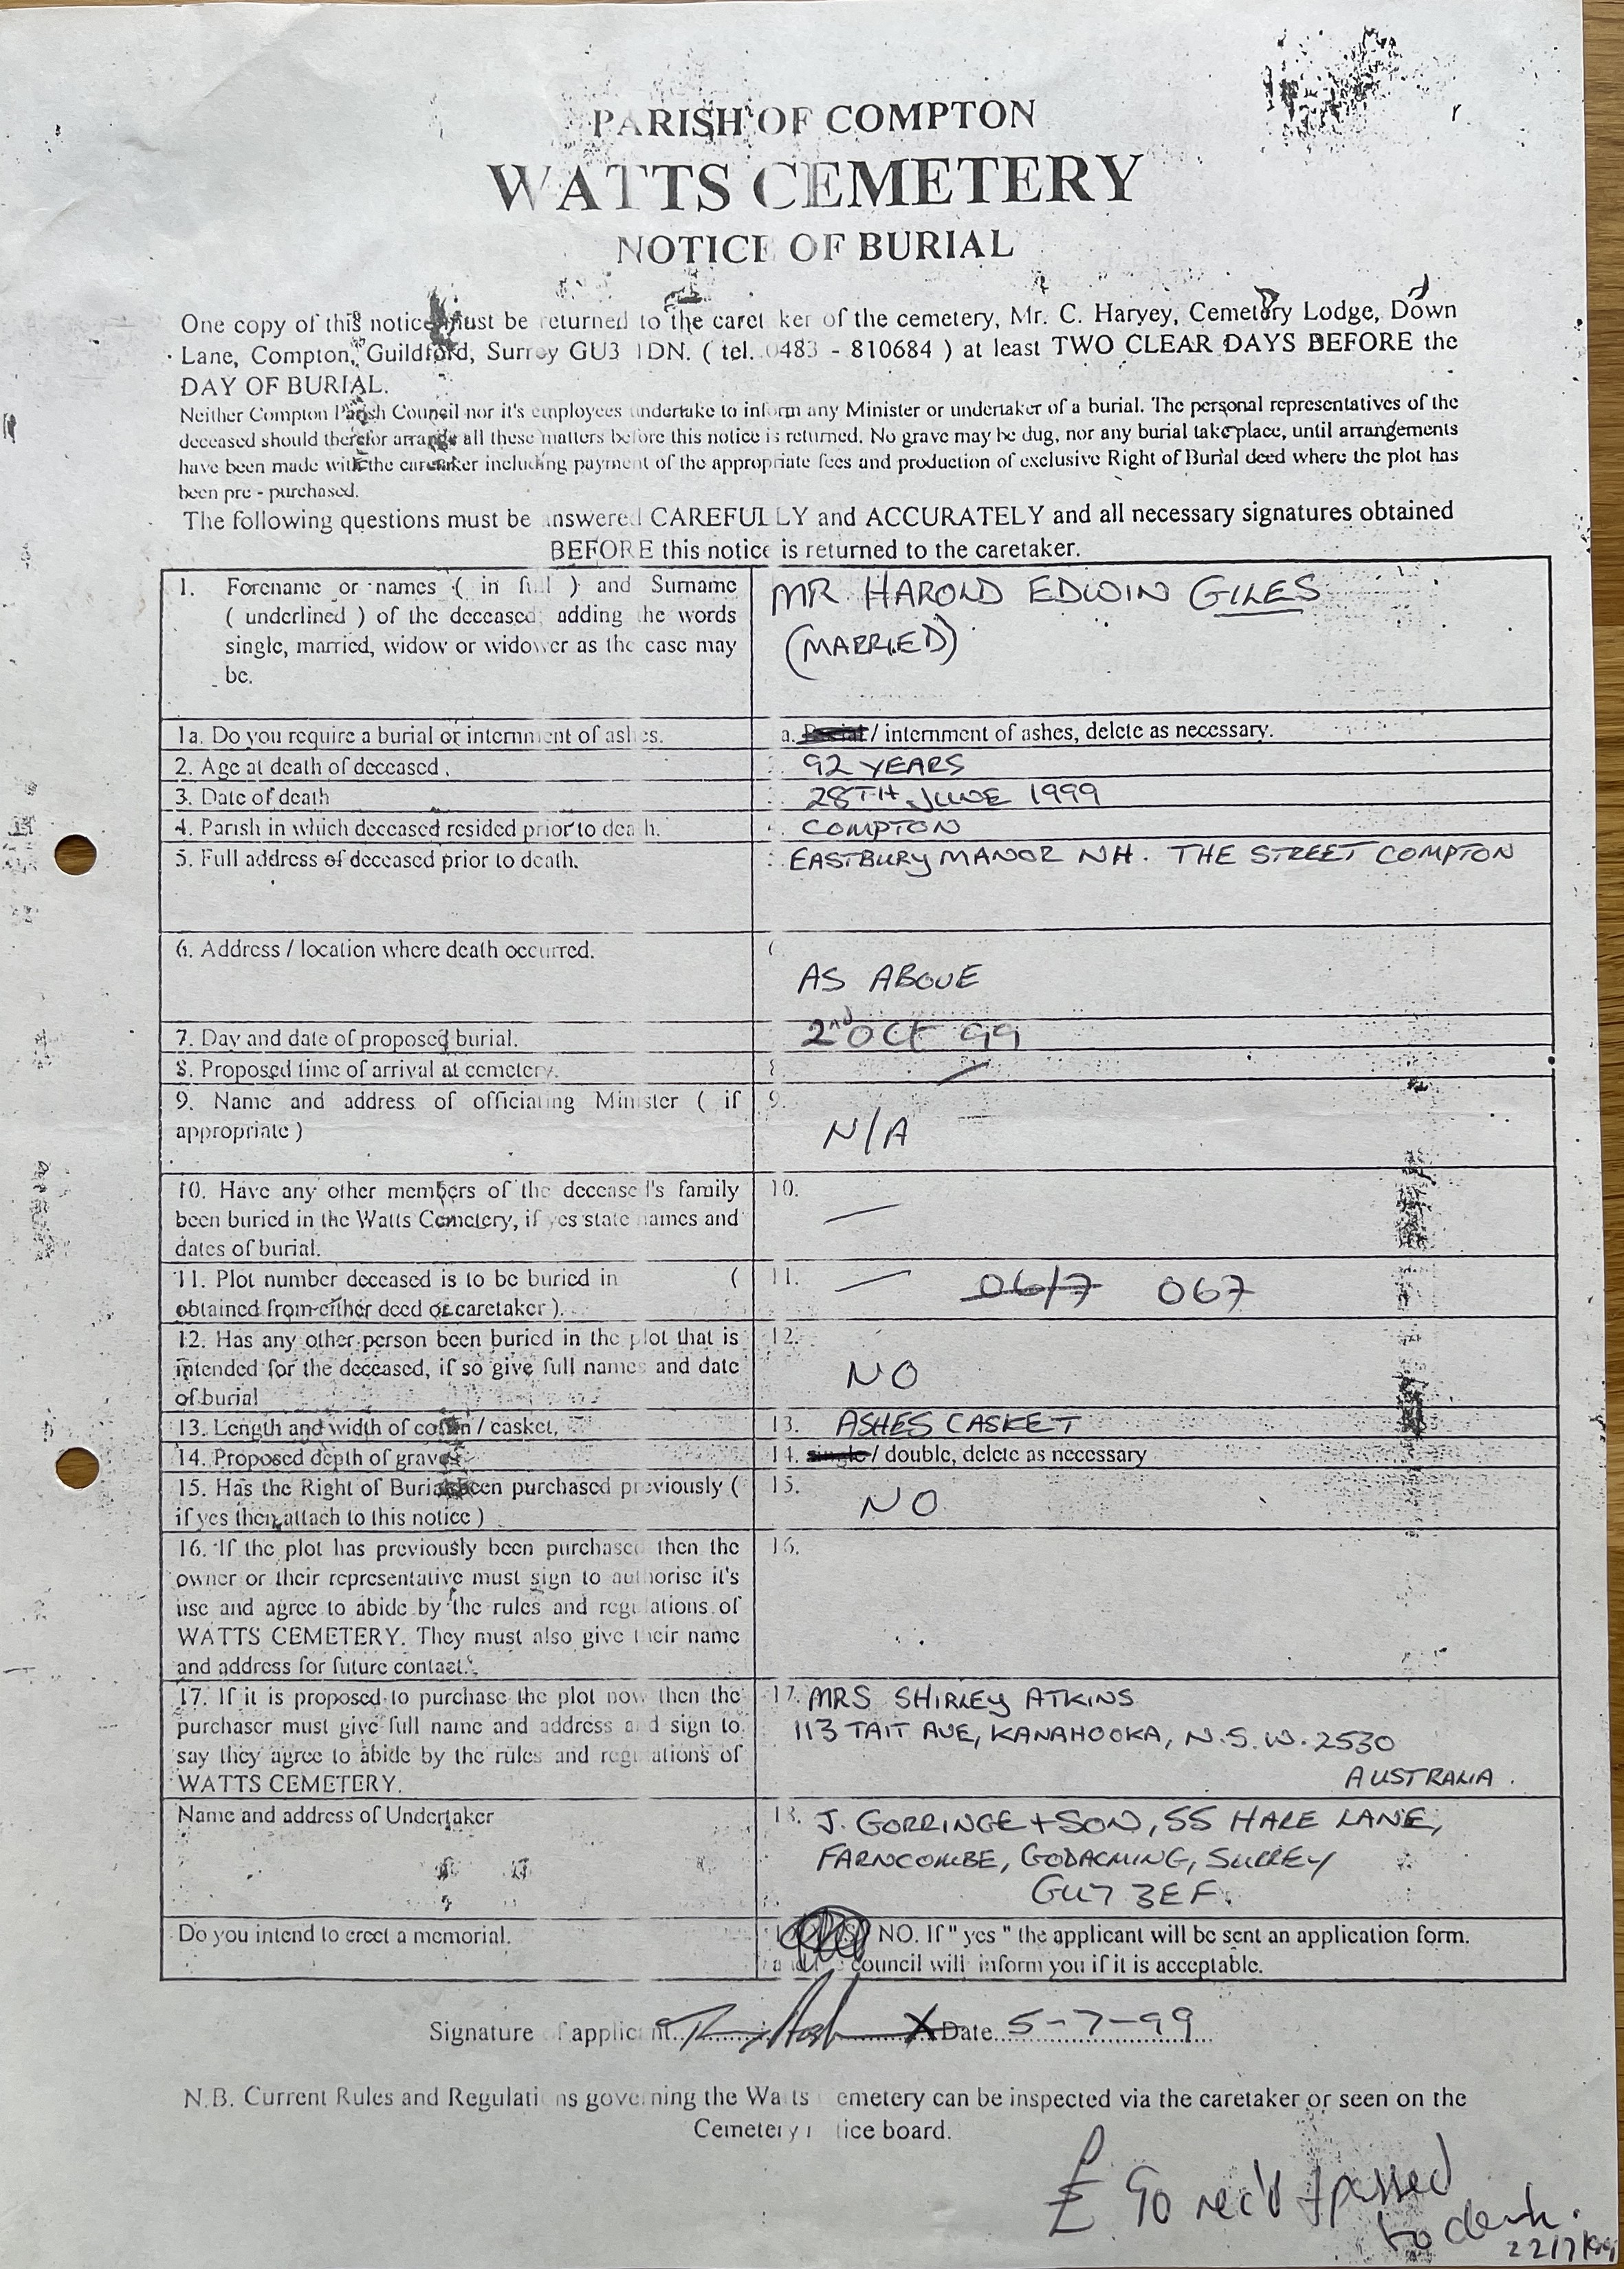 PARISH OF COMPTON
WATTS CEMETERY
NOTICE OF BURIAL
One copy of this notice must be returned to the caretaker of the cemetery, Mr. C. Harvey, Cemetery Lodge, Down
Lane, Compton, Guildford, Surrey GU3 1DN. ( tel. 0483 - 810684 ) at least TWO CLEAR DAYS BEFORE the
DAY OF BURIAL.
Neither Compton Parish Council nor it's employees undertake to inform any Minister or undertaker of a burial. The personal representatives of the
deceased should therefor arrange all these matters before this notice is returned. No grave may be dug, nor any burial take place, until arrangements
have been made with the caretaker including payment of the appropriate fees and production of exclusive Right of Burial deed where the plot has
been pre - purchased.
The following questions must be answered CAREFULLY and ACCURATELY and all necessary signatures obtained
BEFORE this notice is returned to the caretaker.
1. Forename or names ( in full ) and Surname
( underlined ) of the deceased, adding the words
single, married, widow or widower as the case may
be.
MR HAROLD EDWIN GILES
(MARRIED)
1a. Do you require a burial or internment of ashes.
a. Burial / internment of ashes, delete as necessary.
2. Age at death of deceased.
92 YEARS
3. Date of death
28TH JUNE 1999
4. Parish in which deceased resided prior to death.
4. COMPTON
5. Full address of deceased prior to death.
EASTBURY MANOR NH. THE STREET COMPTON
6. Address / location where death occurred.
AS ABOVE
7. Day and date of proposed burial.
2nd OCT 99
8. Proposed time of arrival at cemetery.
9. Name and address of officiating Minister ( if
appropriate )
9.
N/A
10. Have any other members of the deceased's family
been buried in the Watts Cemetery, if yes state names and
dates of burial.
10. —
11. Plot number deceased is to be buried in (
obtained from either deed or caretaker ).
11. — 06/7 067
12. Has any other person been buried in the plot that is
intended for the deceased, if so give full names and date
of burial
12.
NO
13. Length and width of coffin / casket.
13. ASHES CASKET
14. Proposed depth of grave.
14. single / double, delete as necessary
15. Has the Right of Burial been purchased previously (
if yes then attach to this notice )
15.
NO
16. If the plot has previously been purchased then the
owner or their representative must sign to authorise it's
use and agree to abide by the rules and regulations of
WATTS CEMETERY. They must also give their name
and address for future contact.
16.
17. If it is proposed to purchase the plot now then the
purchaser must give full name and address and sign to
say they agree to abide by the rules and regulations of
WATTS CEMETERY.
17. MRS SHIRLEY ATKINS
113 TAIT AVE, KANAHOOKA, N.S.W. 2530
AUSTRALIA.
Name and address of Undertaker
18. J. GORRINGE + SON, 55 HARE LANE,
FARNCOMBE, GODALMING, SURREY
GU7 3EF.
Do you intend to erect a memorial.
NO. If " yes " the applicant will be sent an application form.
and the council will inform you if it is acceptable.
Signature of applicant X Date 5-7-99
N.B. Current Rules and Regulations governing the Watts Cemetery can be inspected via the caretaker or seen on the
Cemetery notice board.
£ 90 rec'd + passed
to clerk.
22/7/99